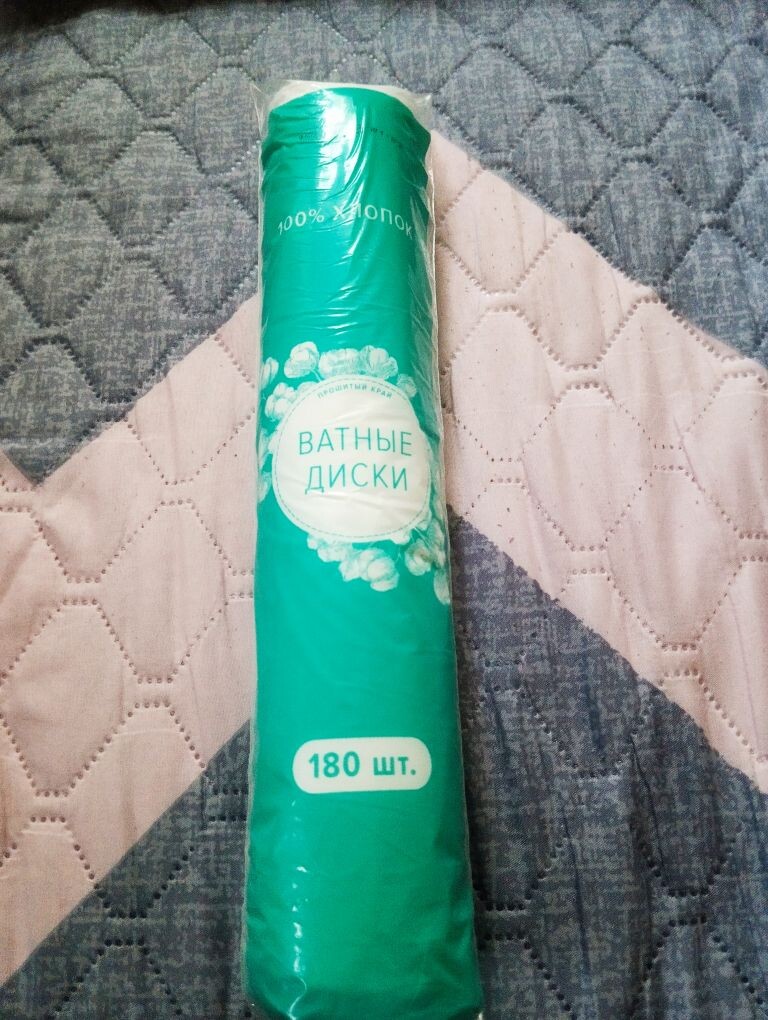 100% ХЛОПОК
ПРОШИТЫЙ КРАЙ
ВАТНЫЕ
ДИСКИ
180 шт.